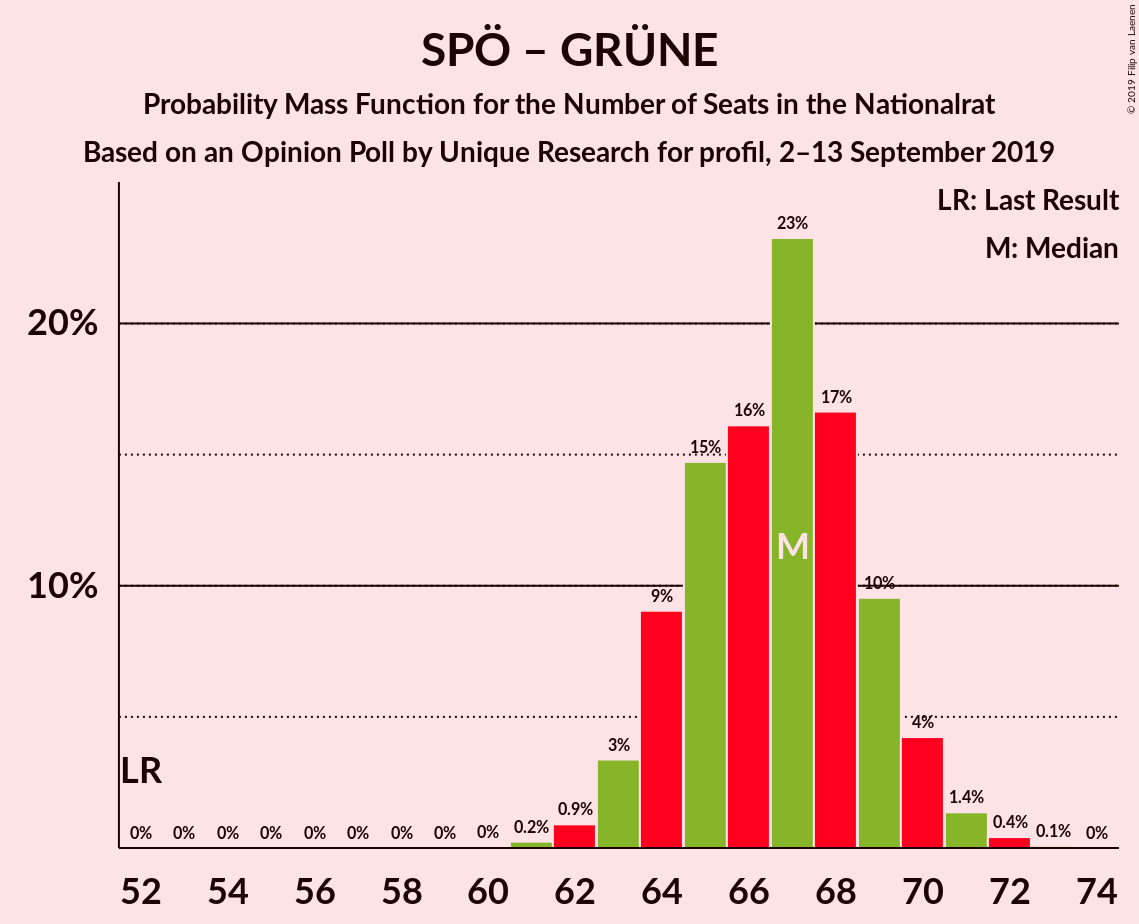 SPÖ – GRÜNE
Probability Mass Function for the Number of Seats in the Nationalrat
Based on an Opinion Poll by Unique Research for profil, 2–13 September 2019
© 2019 Filip van Laenen
LR: Last Result
M: Median
20%
10%
23%
17%
16%
15%
10%
9%
M
4%
3%
LR
1.4%
0.9%
0.4%
0.2%
0.1%
0% 0% 0% 0% 0% 0% 0% 0% 0% 0%
52 54 56 58 60 62 64 66 68 70 72 74